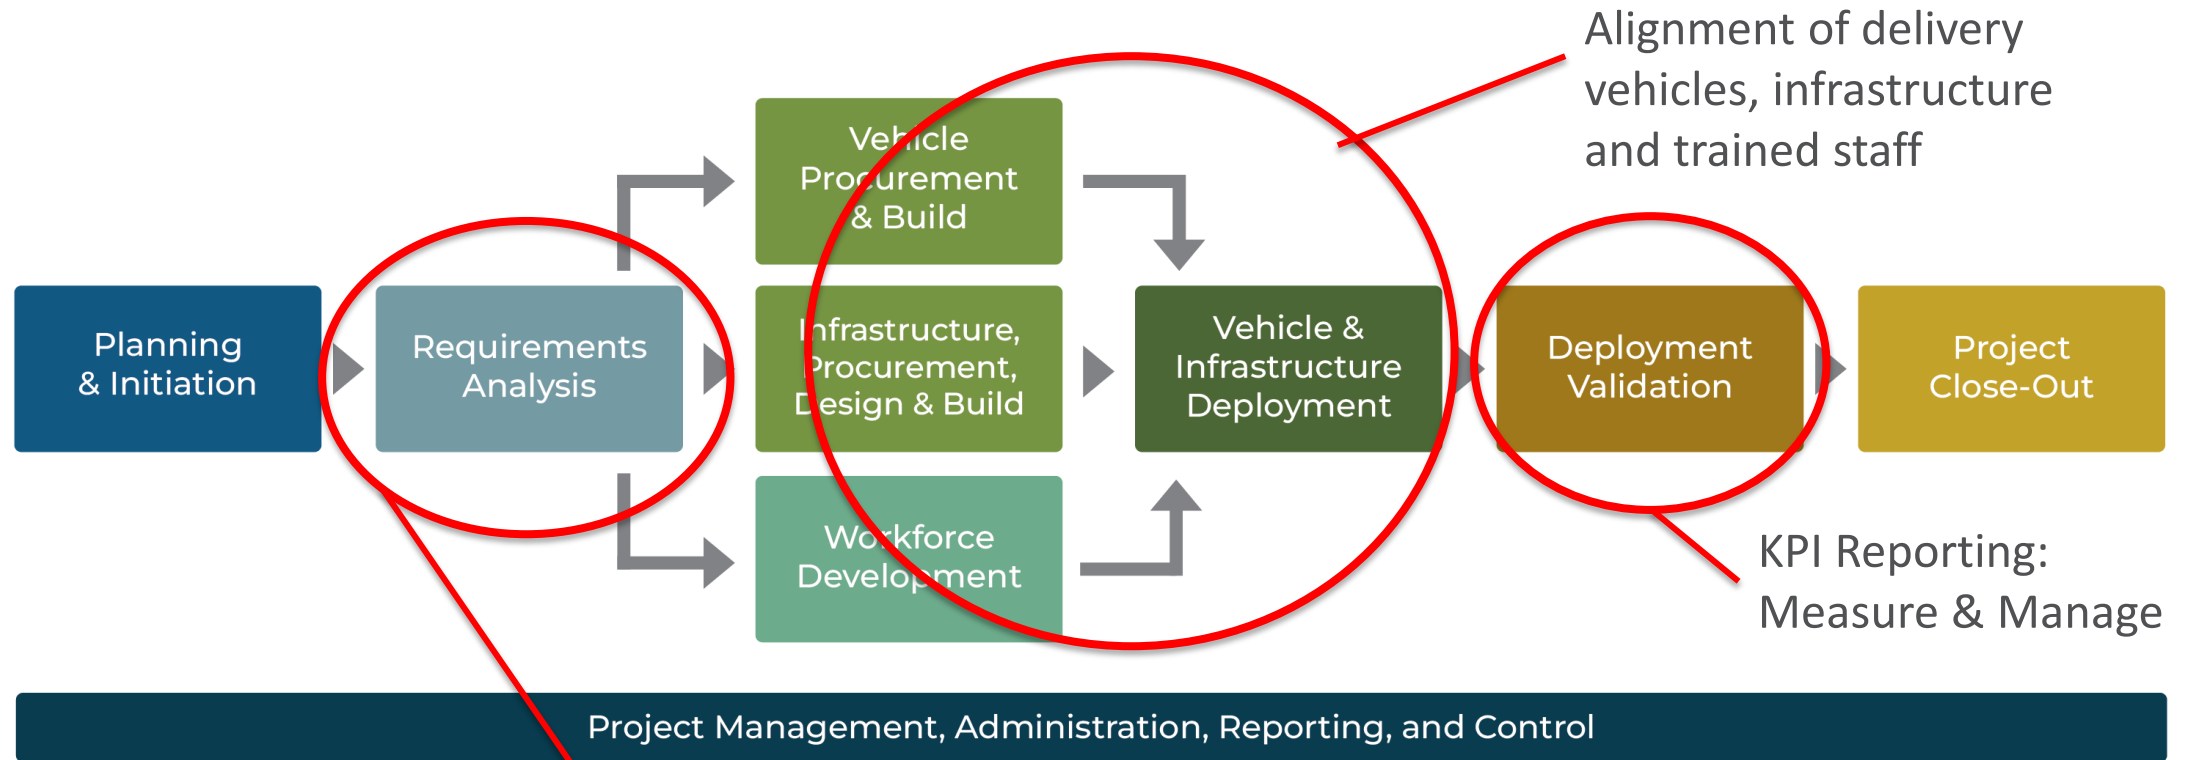 Alignment of delivery
vehicles, infrastructure
and trained staff
Vehicle
Procurement
& Build
Planning
& Initiation
Requirements
Analysis
Infrastructure,
Procurement,
Design & Build
Vehicle &
Infrastructure
Deployment
Deployment
Validation
Project
Close-Out
Workforce
Development
KPI Reporting:
Measure & Manage
Project Management, Administration, Reporting, and Control